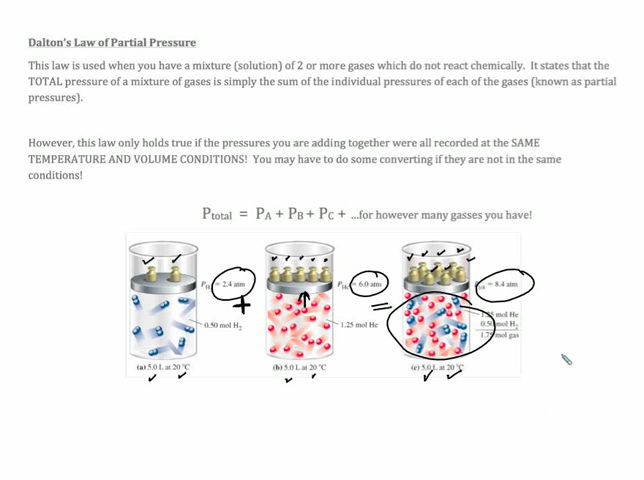 Dalton's Law of Partial Pressure
This law is used when you have a mixture (solution) of 2 or more gases which do not react chemically. It states that the
TOTAL pressure of a mixture of gases is simply the sum of the individual pressures of each of the gases (known as partial
pressures).
However, this law only holds true if the pressures you are adding together were all recorded at the SAME
TEMPERATURE AND VOLUME CONDITIONS! You may have to do some converting if they are not in the same
conditions!
Ptotal = PA + PB + PC + ...for however many gasses you have!
= 2.4 atm
+
0.50 mol H2
(a) 5.0 L at 20 °C
PHe = 6.0 atm
=
1.25 mol He
(b) 5.0 L at 20 °C
= 8.4 atm
1.25 mol He
0.50 mol H2
1.75 mol gas
(c) 5.0 L at 20 °C